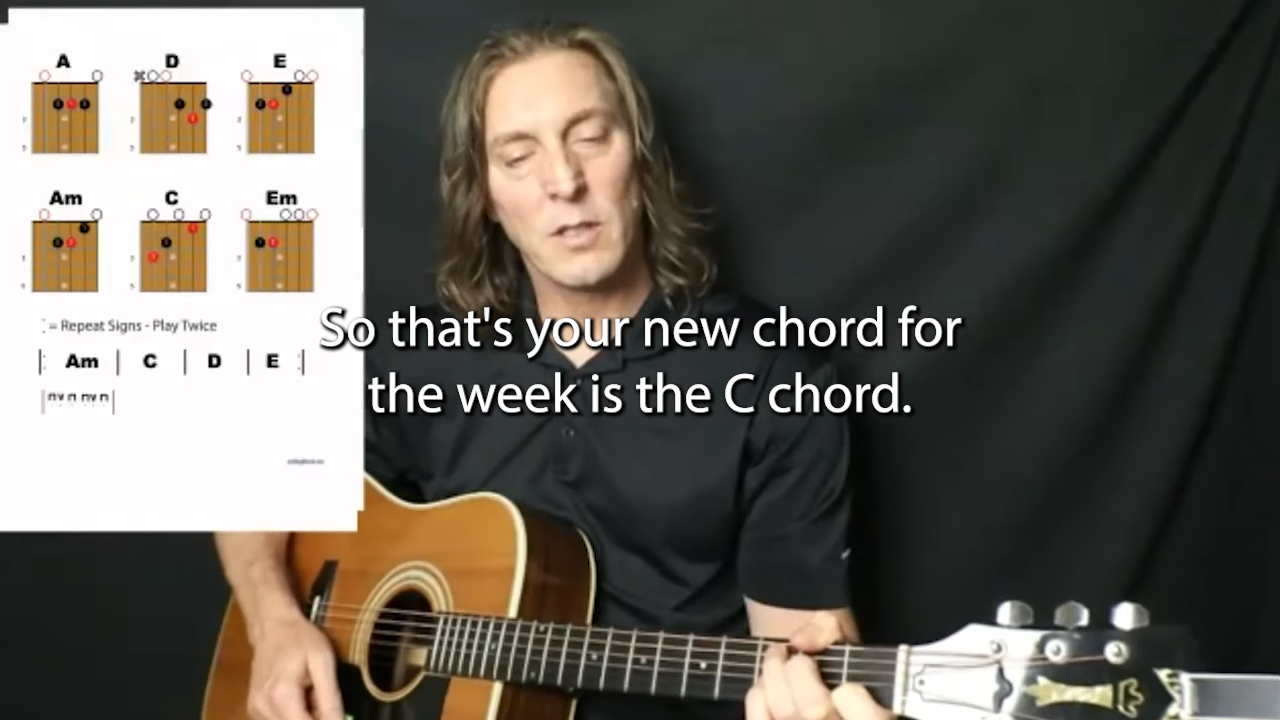 A D E
Am C Em
= Repeat Signs - Play Twice
Am C D E
So that's your new chord for
the week is the C chord.